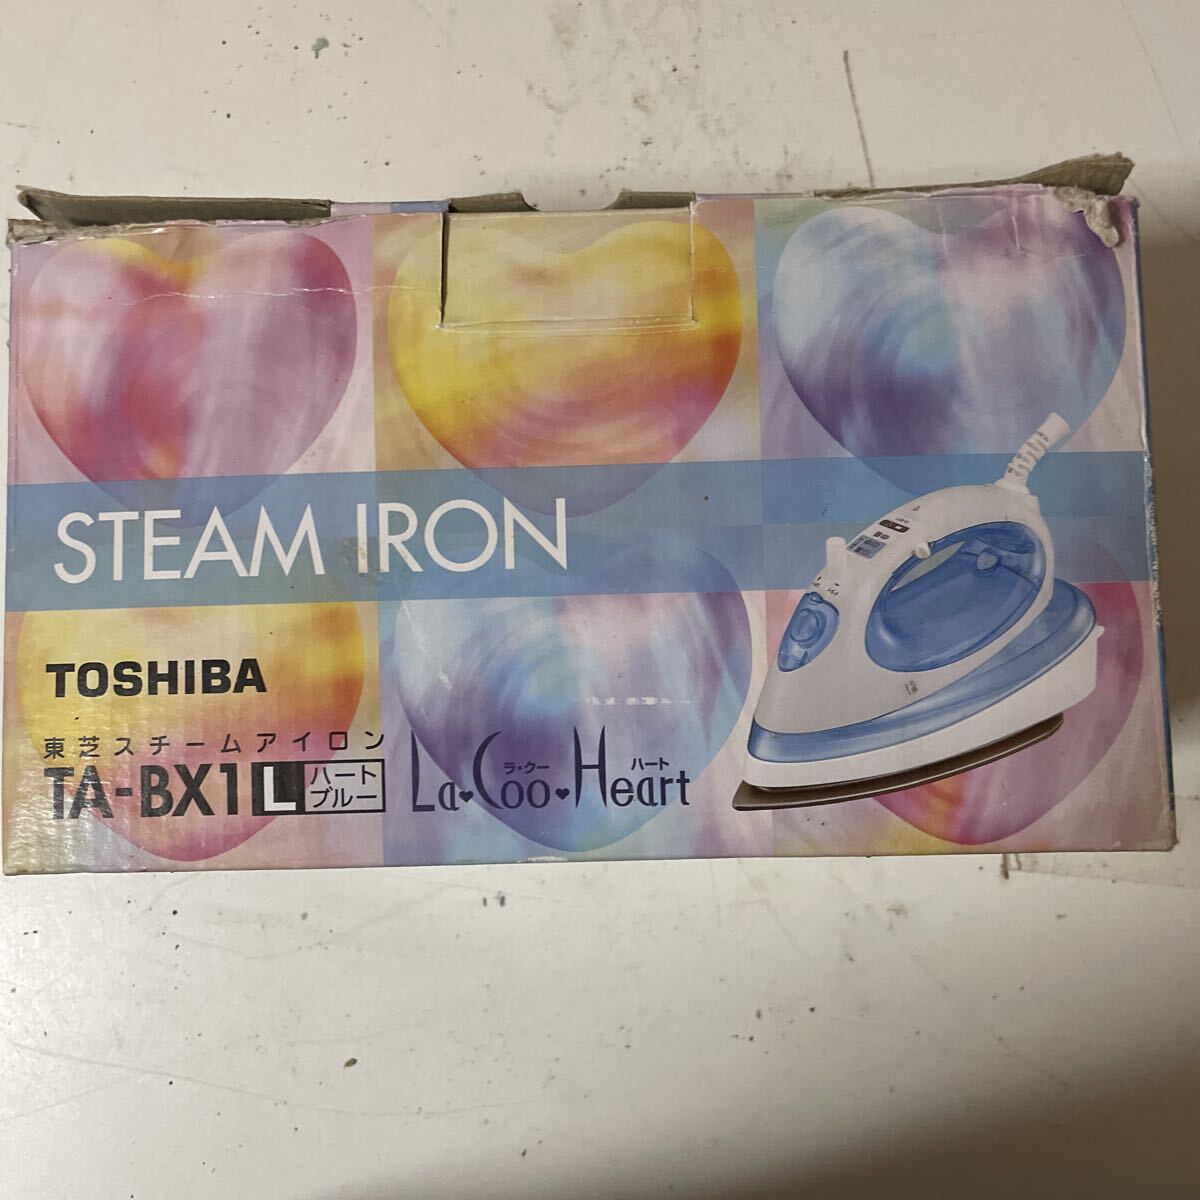 STEAM IRON
TOSHIBA
東芝スチームアイロン
TA-BX1 L ハートブルー
La♥Coo♥Heart
ラ・クー ハート